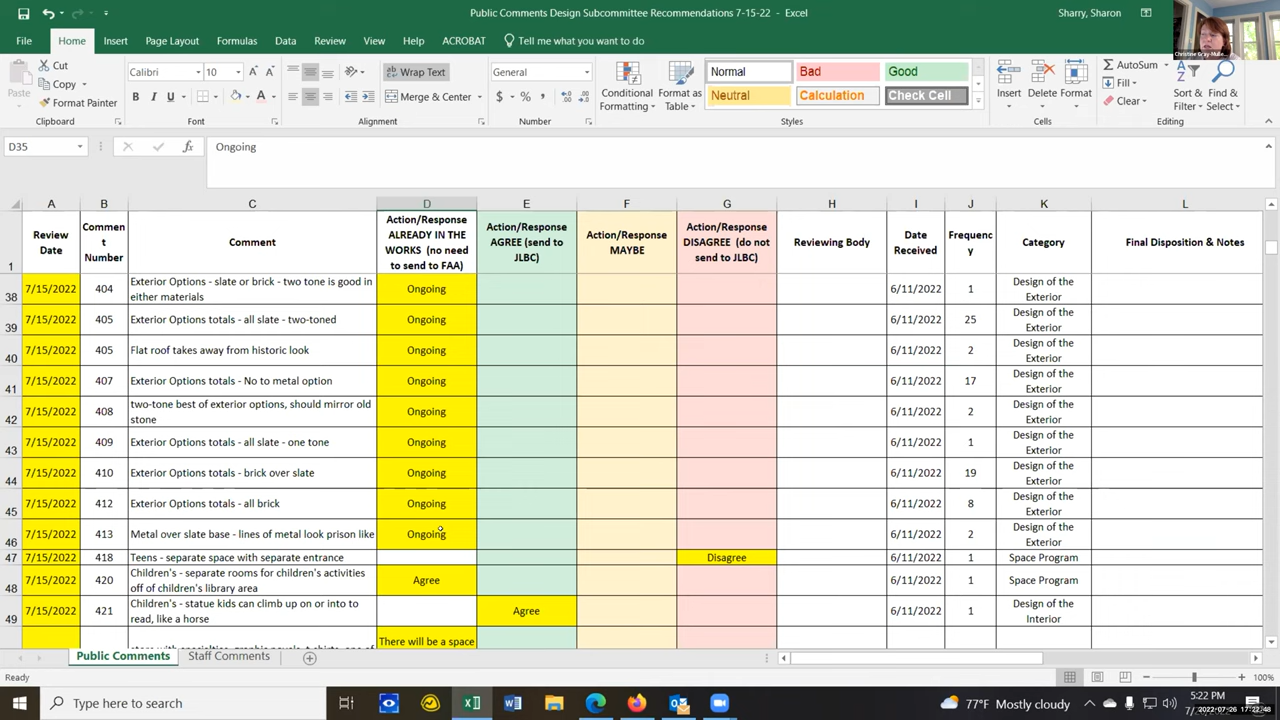 Public Comments Design Subcommittee Recommendations 7-15-22 - Excel
Sharry, Sharon
File Home Insert Page Layout Formulas Data Review View Help ACROBAT Tell me what you want to do
Paste
Cut
Copy
Format Painter
Clipboard
Calibri 10
B I U
Font
Wrap Text
Merge & Center
Alignment
General
$ % ,
Number
Conditional Formatting
Format as Table
Normal Bad Good
Neutral Calculation Check Cell
Styles
Insert Delete Format
Cells
AutoSum
Fill
Clear
Sort & Filter
Find & Select
Editing
D35
fx
Ongoing
A B C D E F G H I J K L
1
Review Date
Commen t Number
Comment
Action/Response ALREADY IN THE WORKS (no need to send to FAA)
Action/Response AGREE (send to JLBC)
Action/Response MAYBE
Action/Response DISAGREE (do not send to JLBC)
Reviewing Body
Date Received
Frequenc y
Category
Final Disposition & Notes
38 7/15/2022 404 Exterior Options - slate or brick - two tone is good in either materials Ongoing 6/11/2022 1 Design of the Exterior
39 7/15/2022 405 Exterior Options totals - all slate - two-toned Ongoing 6/11/2022 25 Design of the Exterior
40 7/15/2022 405 Flat roof takes away from historic look Ongoing 6/11/2022 2 Design of the Exterior
41 7/15/2022 407 Exterior Options totals - No to metal option Ongoing 6/11/2022 17 Design of the Exterior
42 7/15/2022 408 two-tone best of exterior options, should mirror old stone Ongoing 6/11/2022 2 Design of the Exterior
43 7/15/2022 409 Exterior Options totals - all slate - one tone Ongoing 6/11/2022 1 Design of the Exterior
44 7/15/2022 410 Exterior Options totals - brick over slate Ongoing 6/11/2022 19 Design of the Exterior
45 7/15/2022 412 Exterior Options totals - all brick Ongoing 6/11/2022 8 Design of the Exterior
46 7/15/2022 413 Metal over slate base - lines of metal look prison like Ongoing 6/11/2022 2 Design of the Exterior
47 7/15/2022 418 Teens - separate space with separate entrance Disagree 6/11/2022 1 Space Program
48 7/15/2022 420 Children's - separate rooms for children's activities off of children's library area Agree 6/11/2022 1 Space Program
49 7/15/2022 421 Children's - statue kids can climb up on or into to read, like a horse Agree 6/11/2022 1 Design of the Interior
There will be a space
Public Comments Staff Comments
Ready
100%
Type here to search
77°F Mostly cloudy
5:22 PM
2022-07-26 17:22:48